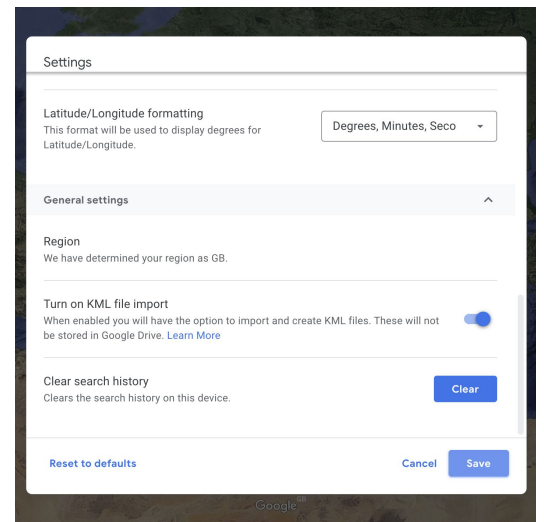 Settings
Latitude/Longitude formatting
This format will be used to display degrees for
Latitude/Longitude.
Degrees, Minutes, Seco
General settings
Region
We have determined your region as GB.
Turn on KML file import
When enabled you will have the option to import and create KML files. These will not
be stored in Google Drive. Learn More
Clear search history
Clears the search history on this device.
Clear
Reset to defaults
Cancel
Save
Google